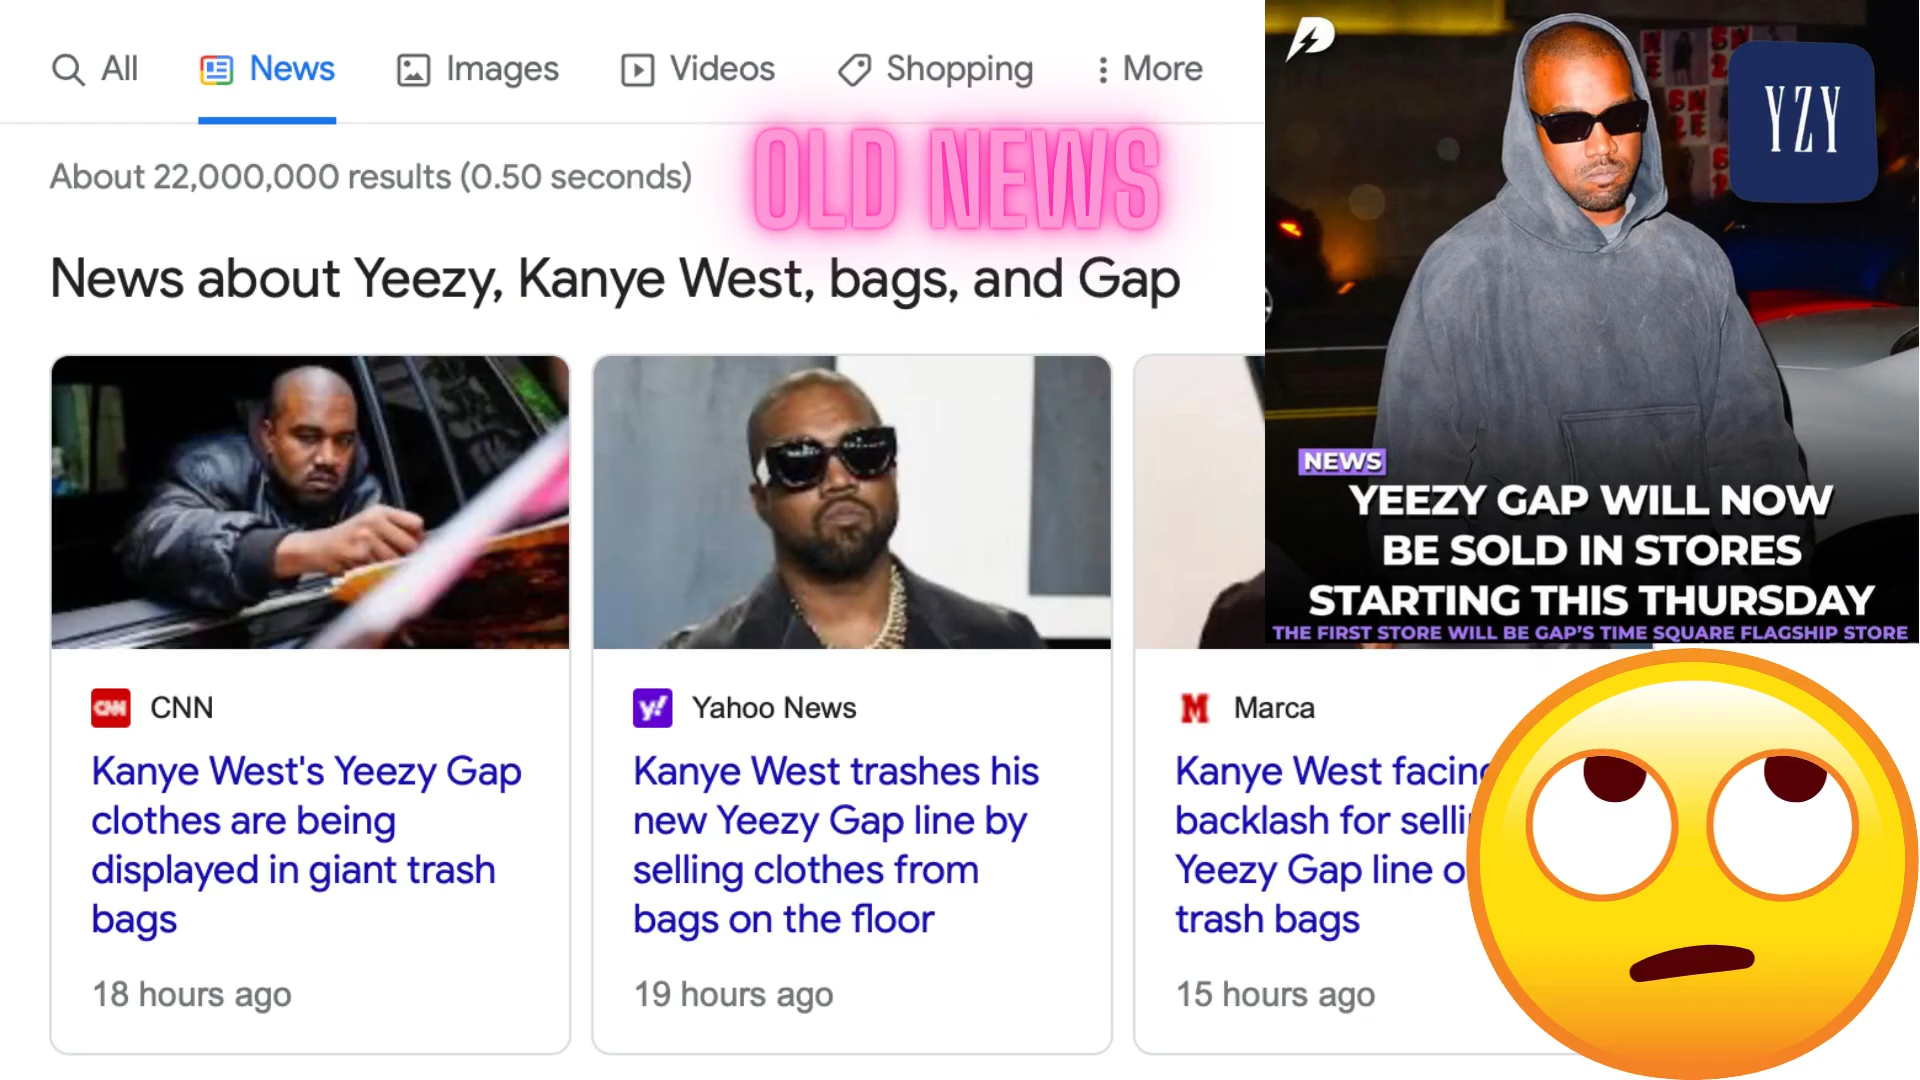 All
News
Images
Videos
Shopping
More
About 22,000,000 results (0.50 seconds)
OLD NEWS
News about Yeezy, Kanye West, bags, and Gap
CNN
CNN
Kanye West's Yeezy Gap
clothes are being
displayed in giant trash
bags
18 hours ago
y!
Yahoo News
Kanye West trashes his
new Yeezy Gap line by
selling clothes from
bags on the floor
19 hours ago
M
Marca
Kanye West facing
backlash for selli
Yeezy Gap line o
trash bags
15 hours ago
YZY
NEWS
YEEZY GAP WILL NOW
BE SOLD IN STORES
STARTING THIS THURSDAY
THE FIRST STORE WILL BE GAP'S TIME SQUARE FLAGSHIP STORE